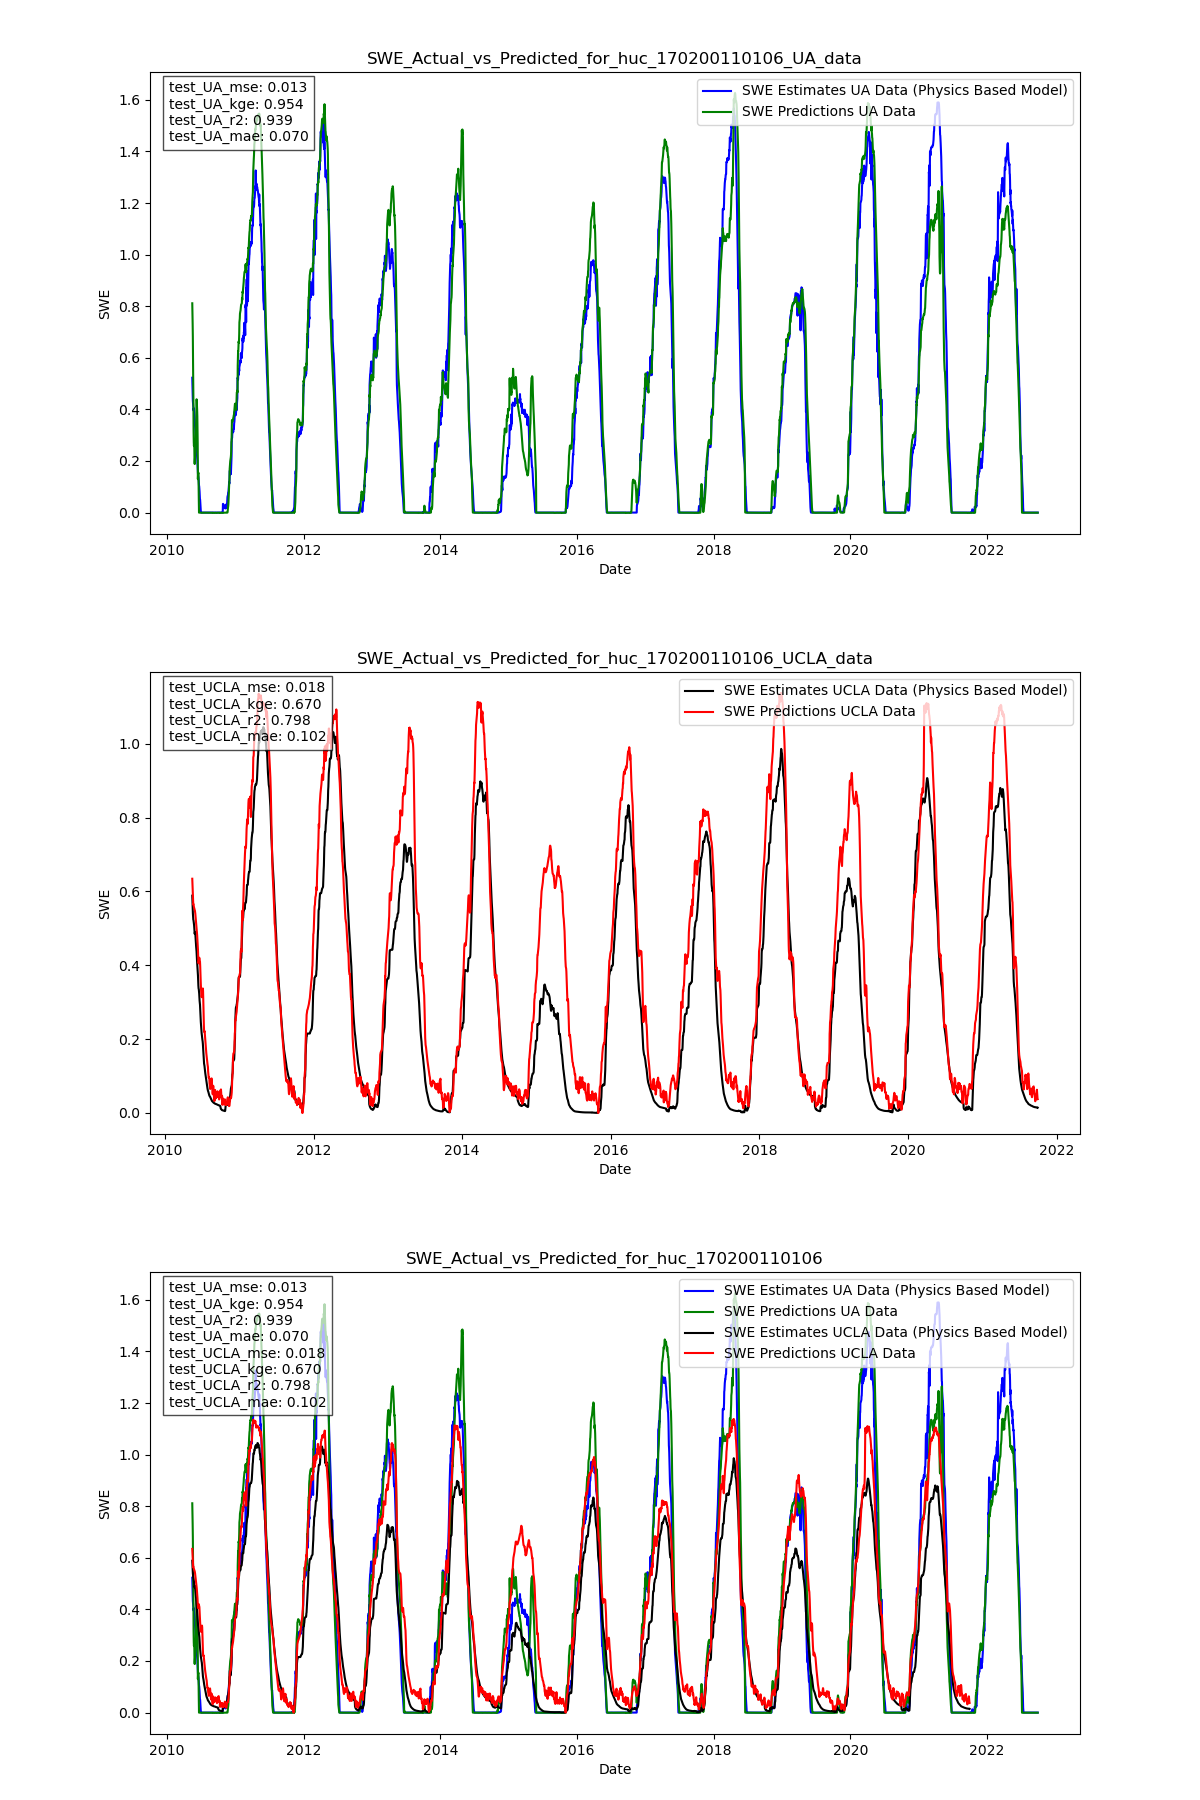 SWE_Actual_vs_Predicted_for_huc_170200110106_UA_data
test_UA_mse: 0.013
test_UA_kge: 0.954
test_UA_r2: 0.939
test_UA_mae: 0.070
SWE Estimates UA Data (Physics Based Model)
SWE Predictions UA Data
1.6
1.4
1.2
1.0
0.8
0.6
0.4
0.2
0.0
SWE
2010 2012 2014 2016 2018 2020 2022
Date
SWE_Actual_vs_Predicted_for_huc_170200110106_UCLA_data
test_UCLA_mse: 0.018
test_UCLA_kge: 0.670
test_UCLA_r2: 0.798
test_UCLA_mae: 0.102
SWE Estimates UCLA Data (Physics Based Model)
SWE Predictions UCLA Data
1.0
0.8
0.6
0.4
0.2
0.0
SWE
2010 2012 2014 2016 2018 2020 2022
Date
SWE_Actual_vs_Predicted_for_huc_170200110106
test_UA_mse: 0.013
test_UA_kge: 0.954
test_UA_r2: 0.939
test_UA_mae: 0.070
test_UCLA_mse: 0.018
test_UCLA_kge: 0.670
test_UCLA_r2: 0.798
test_UCLA_mae: 0.102
SWE Estimates UA Data (Physics Based Model)
SWE Predictions UA Data
SWE Estimates UCLA Data (Physics Based Model)
SWE Predictions UCLA Data
1.6
1.4
1.2
1.0
0.8
0.6
0.4
0.2
0.0
SWE
2010 2012 2014 2016 2018 2020 2022
Date